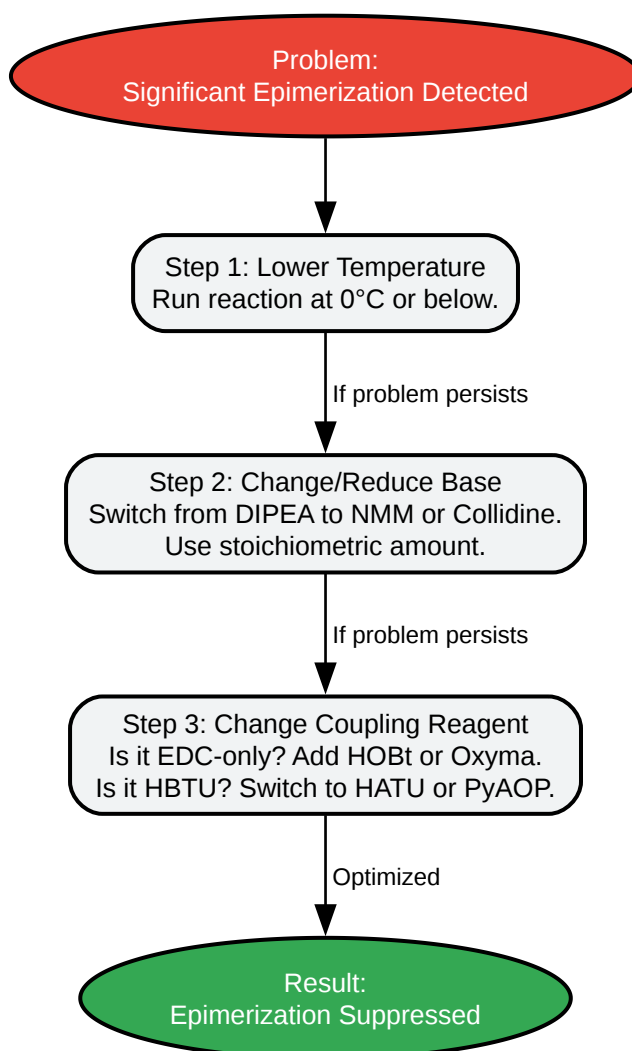 Problem:
Significant Epimerization Detected
Step 1: Lower Temperature
Run reaction at 0°C or below.
If problem persists
Step 2: Change/Reduce Base
Switch from DIPEA to NMM or Collidine.
Use stoichiometric amount.
If problem persists
Step 3: Change Coupling Reagent
Is it EDC-only? Add HOBt or Oxyma.
Is it HBTU? Switch to HATU or PyAOP.
Optimized
Result:
Epimerization Suppressed